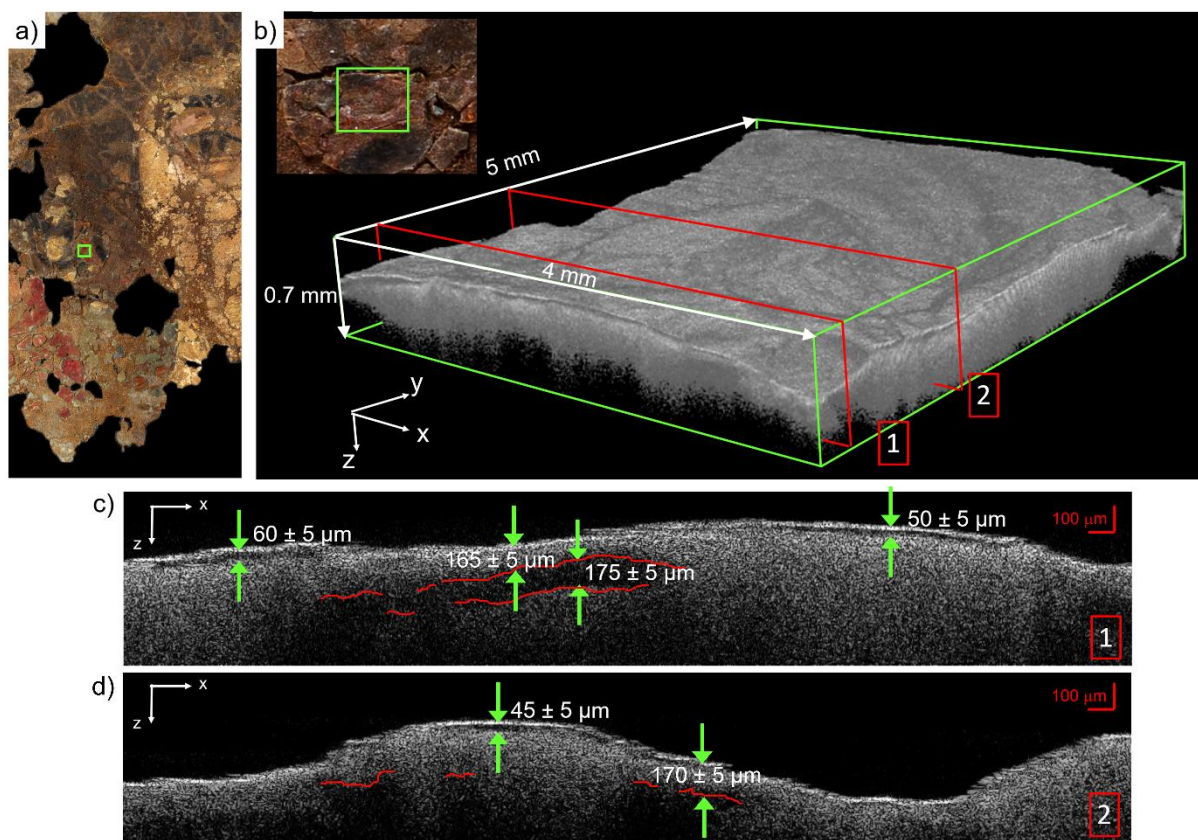 a)
b)
5 mm
4 mm
0.7 mm
y
x
z
2
1
c)
x
z
60 ± 5 µm
165 ± 5 µm
175 ± 5 µm
50 ± 5 µm
100 µm
1
d)
x
z
45 ± 5 µm
170 ± 5 µm
100 µm
2